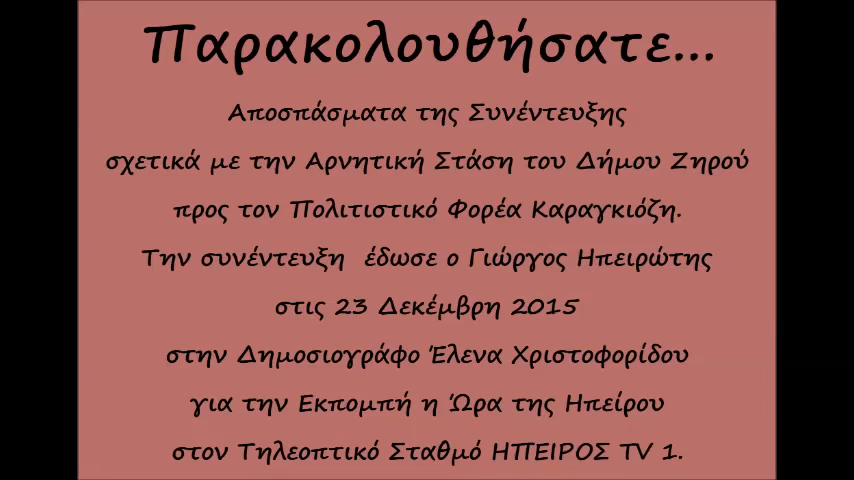 Παρακολουθήσατε...
Αποσπάσματα της Συνέντευξης
σχετικά με την Αρνητική Στάση του Δήμου Ζηρού
προς τον Πολιτιστικό Φορέα Καραγκιόζη.
Την συνέντευξη έδωσε ο Γιώργος Ηπειρώτης
στις 23 Δεκέμβρη 2015
στην Δημοσιογράφο Έλενα Χριστοφορίδου
για την Εκπομπή η Ώρα της Ηπείρου
στον Τηλεοπτικό Σταθμό ΗΠΕΙΡΟΣ TV 1.